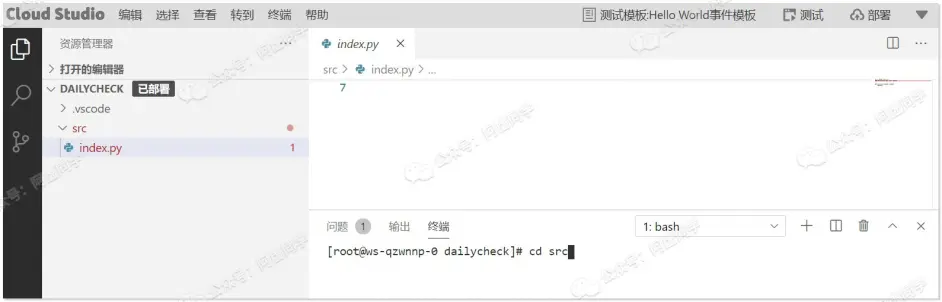 Cloud Studio 编辑 选择 查看 转到 终端 帮助 测试模板:Hello World事件模板 测试 部署
资源管理器 ...
打开的编辑器
DAILYCHECK 已部署
.vscode
src
index.py 1
index.py
src > index.py > ...
7
问题 1 输出 终端 1: bash
[root@ws-qzwnnp-0 dailycheck]# cd src